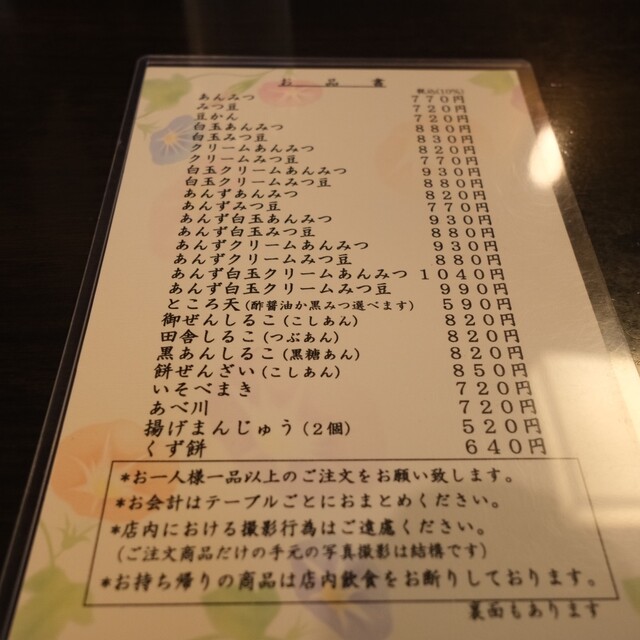 お品書
税込(10%)
あんみつ 770円
みつ豆 720円
豆かん 720円
白玉あんみつ 880円
白玉みつ豆 830円
クリームあんみつ 820円
クリームみつ豆 770円
白玉クリームあんみつ 930円
白玉クリームみつ豆 880円
あんずあんみつ 820円
あんずみつ豆 770円
あんず白玉あんみつ 930円
あんず白玉みつ豆 880円
あんずクリームあんみつ 930円
あんずクリームみつ豆 880円
あんず白玉クリームあんみつ 1040円
あんず白玉クリームみつ豆 990円
ところ天(酢醤油か黒みつ選べます) 590円
御ぜんしるこ(こしあん) 820円
田舎しるこ(つぶあん) 820円
黒あんしるこ(黒糖あん) 820円
餅ぜんざい(こしあん) 850円
いそべまき 720円
あべ川 720円
揚げまんじゅう(2個) 520円
くず餅 640円
*お一人様一品以上のご注文をお願い致します。
*お会計はテーブルごとにおまとめください。
*店内における撮影行為はご遠慮ください。
(ご注文商品だけの手元の写真撮影は結構です)
*お持ち帰りの商品は店内飲食をお断りしております。
裏面もあります